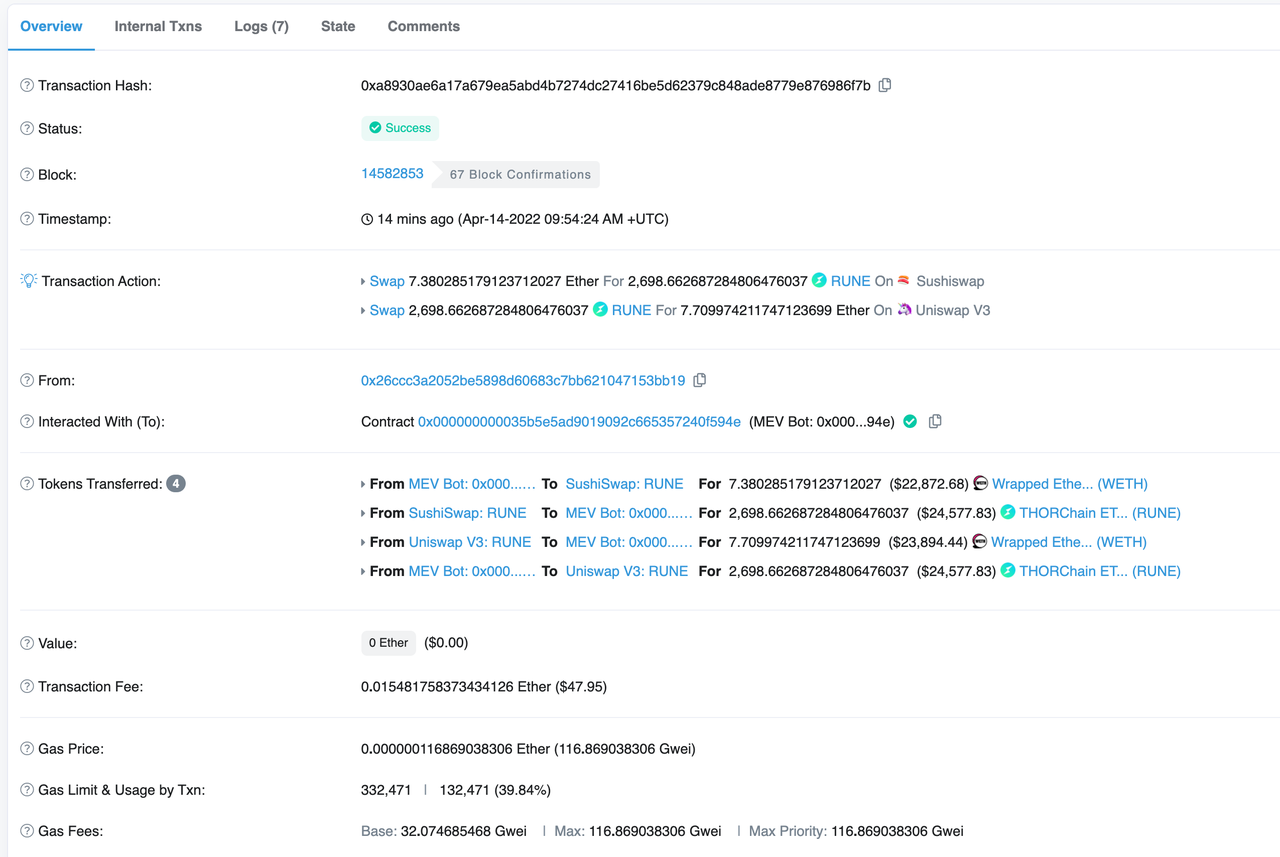 Overview Internal Txns Logs (7) State Comments
Transaction Hash: 0xa8930ae6a17a679ea5abd4b7274dc27416be5d62379c848ade8779e876986f7b
Status: Success
Block: 14582853 67 Block Confirmations
Timestamp: 14 mins ago (Apr-14-2022 09:54:24 AM +UTC)
Transaction Action: Swap 7.380285179123712027 Ether For 2,698.662687284806476037 RUNE On Sushiswap
Swap 2,698.662687284806476037 RUNE For 7.709974211747123699 Ether On Uniswap V3
From: 0x26ccc3a2052be5898d60683c7bb621047153bb19
Interacted With (To): Contract 0x000000000035b5e5ad9019092c665357240f594e (MEV Bot: 0x000...94e)
Tokens Transferred: 4 From MEV Bot: 0x000...... To SushiSwap: RUNE For 7.380285179123712027 ($22,872.68) Wrapped Ethe... (WETH)
From SushiSwap: RUNE To MEV Bot: 0x000...... For 2,698.662687284806476037 ($24,577.83) THORChain ET... (RUNE)
From Uniswap V3: RUNE To MEV Bot: 0x000...... For 7.709974211747123699 ($23,894.44) Wrapped Ethe... (WETH)
From MEV Bot: 0x000...... To Uniswap V3: RUNE For 2,698.662687284806476037 ($24,577.83) THORChain ET... (RUNE)
Value: 0 Ether ($0.00)
Transaction Fee: 0.015481758373434126 Ether ($47.95)
Gas Price: 0.000000116869038306 Ether (116.869038306 Gwei)
Gas Limit & Usage by Txn: 332,471 | 132,471 (39.84%)
Gas Fees: Base: 32.074685468 Gwei | Max: 116.869038306 Gwei | Max Priority: 116.869038306 Gwei